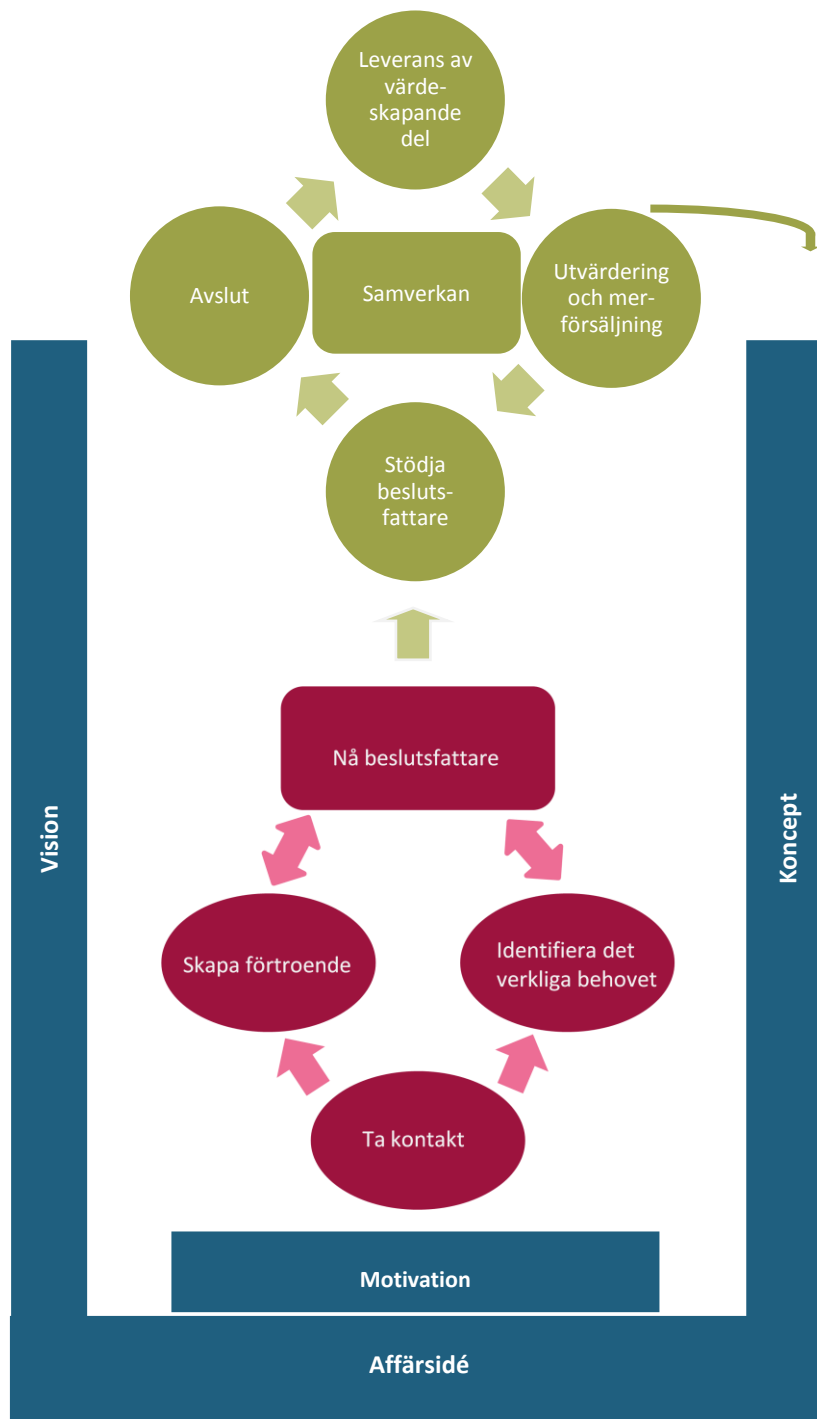 Leverans av
värde-
skapande
del
Avslut
Samverkan
Utvärdering
och mer-
försäljning
Stödja
besluts-
fattare
Nå beslutsfattare
Vision
Koncept
Skapa förtroende
Identifiera det
verkliga behovet
Ta kontakt
Motivation
Affärsidé